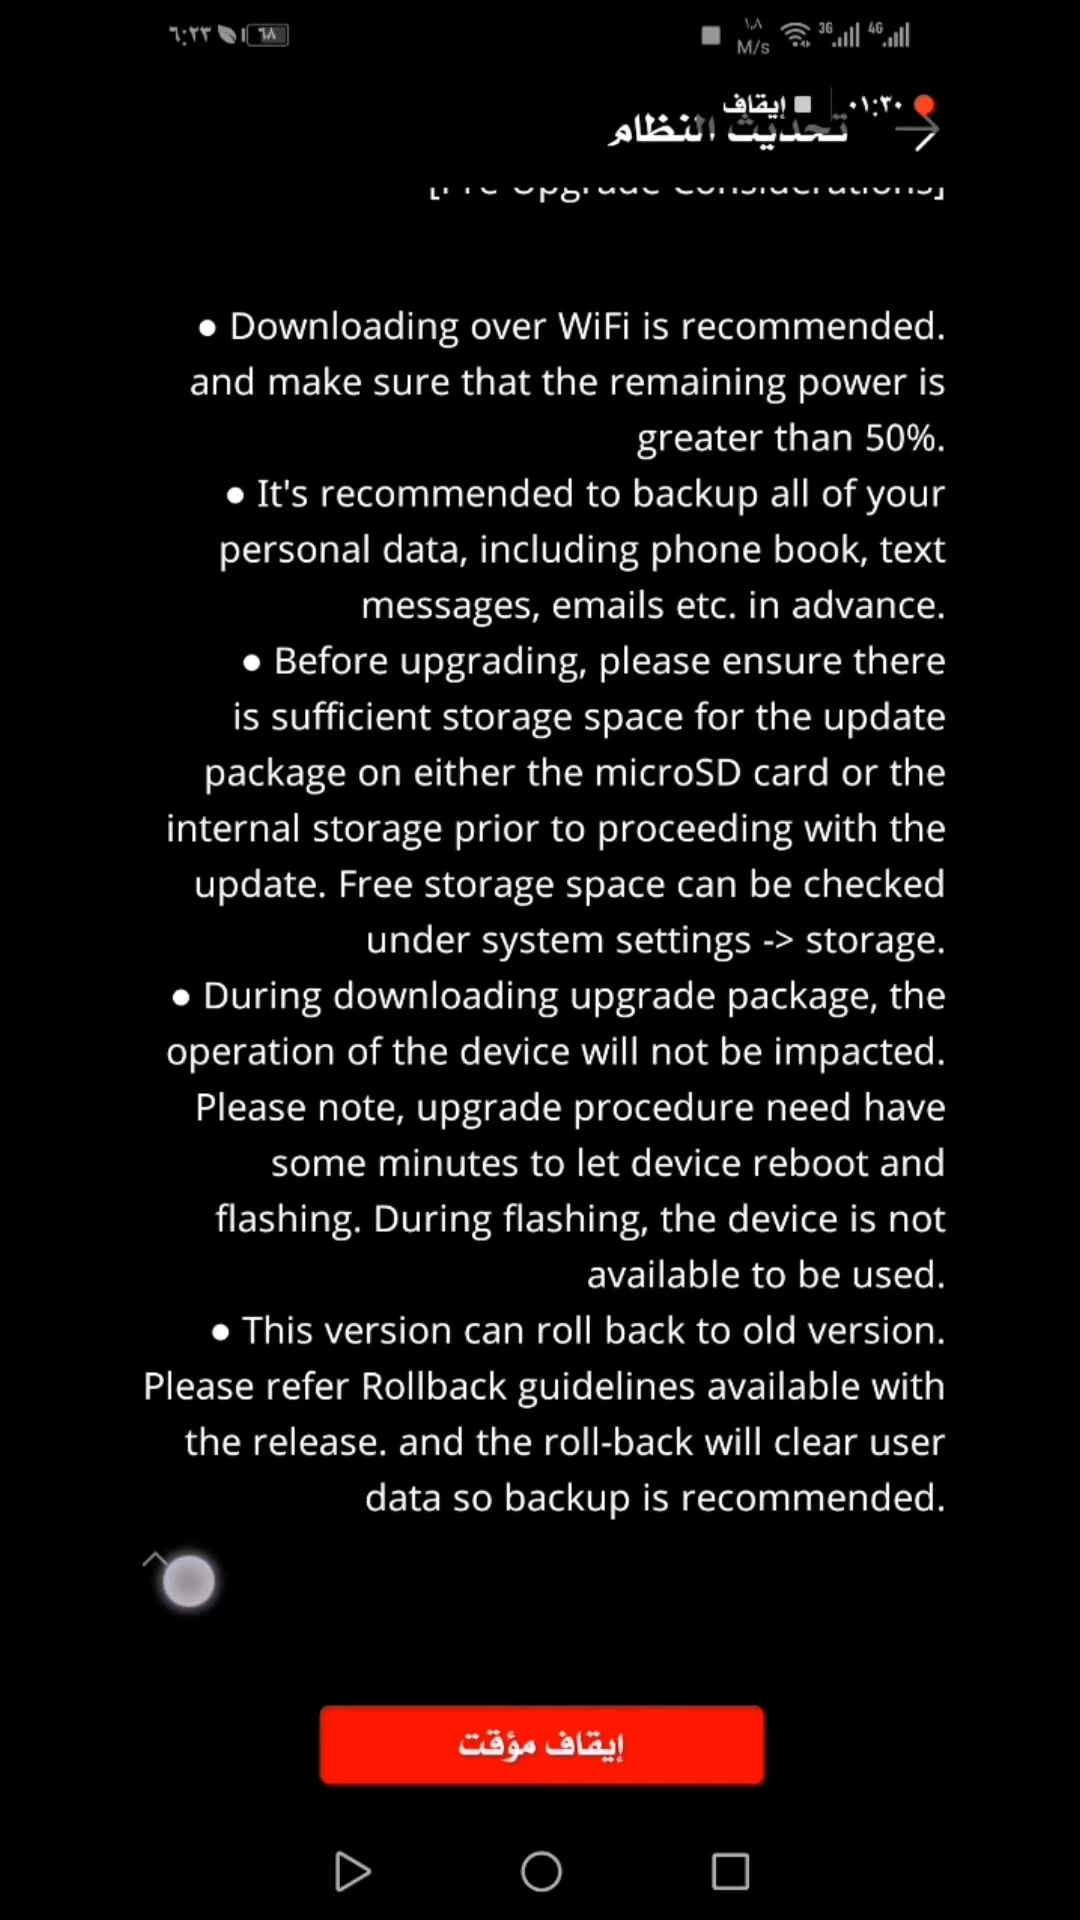 ٦:٢٣ ٦٨
١.٨ M/s 3G 4G
إيقاف ٠١:٣٠
تحديث النظام
[Pre-Upgrade Considerations]
● Downloading over WiFi is recommended.
and make sure that the remaining power is
greater than 50%.
● It's recommended to backup all of your
personal data, including phone book, text
messages, emails etc. in advance.
● Before upgrading, please ensure there
is sufficient storage space for the update
package on either the microSD card or the
internal storage prior to proceeding with the
update. Free storage space can be checked
under system settings -> storage.
● During downloading upgrade package, the
operation of the device will not be impacted.
Please note, upgrade procedure need have
some minutes to let device reboot and
flashing. During flashing, the device is not
available to be used.
● This version can roll back to old version.
Please refer Rollback guidelines available with
the release. and the roll-back will clear user
data so backup is recommended.
إيقاف مؤقت